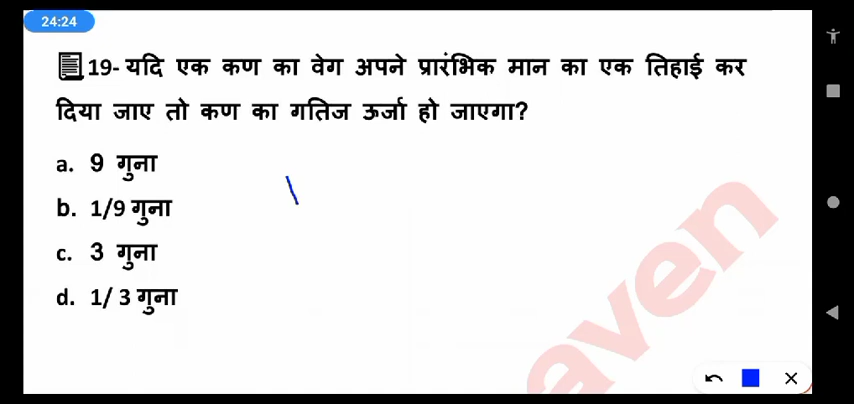 24:24
19- यदि एक कण का वेग अपने प्रारंभिक मान का एक तिहाई कर
दिया जाए तो कण का गतिज ऊर्जा हो जाएगा?
a. 9 गुना
b. 1/9 गुना
c. 3 गुना
d. 1/ 3 गुना
aven